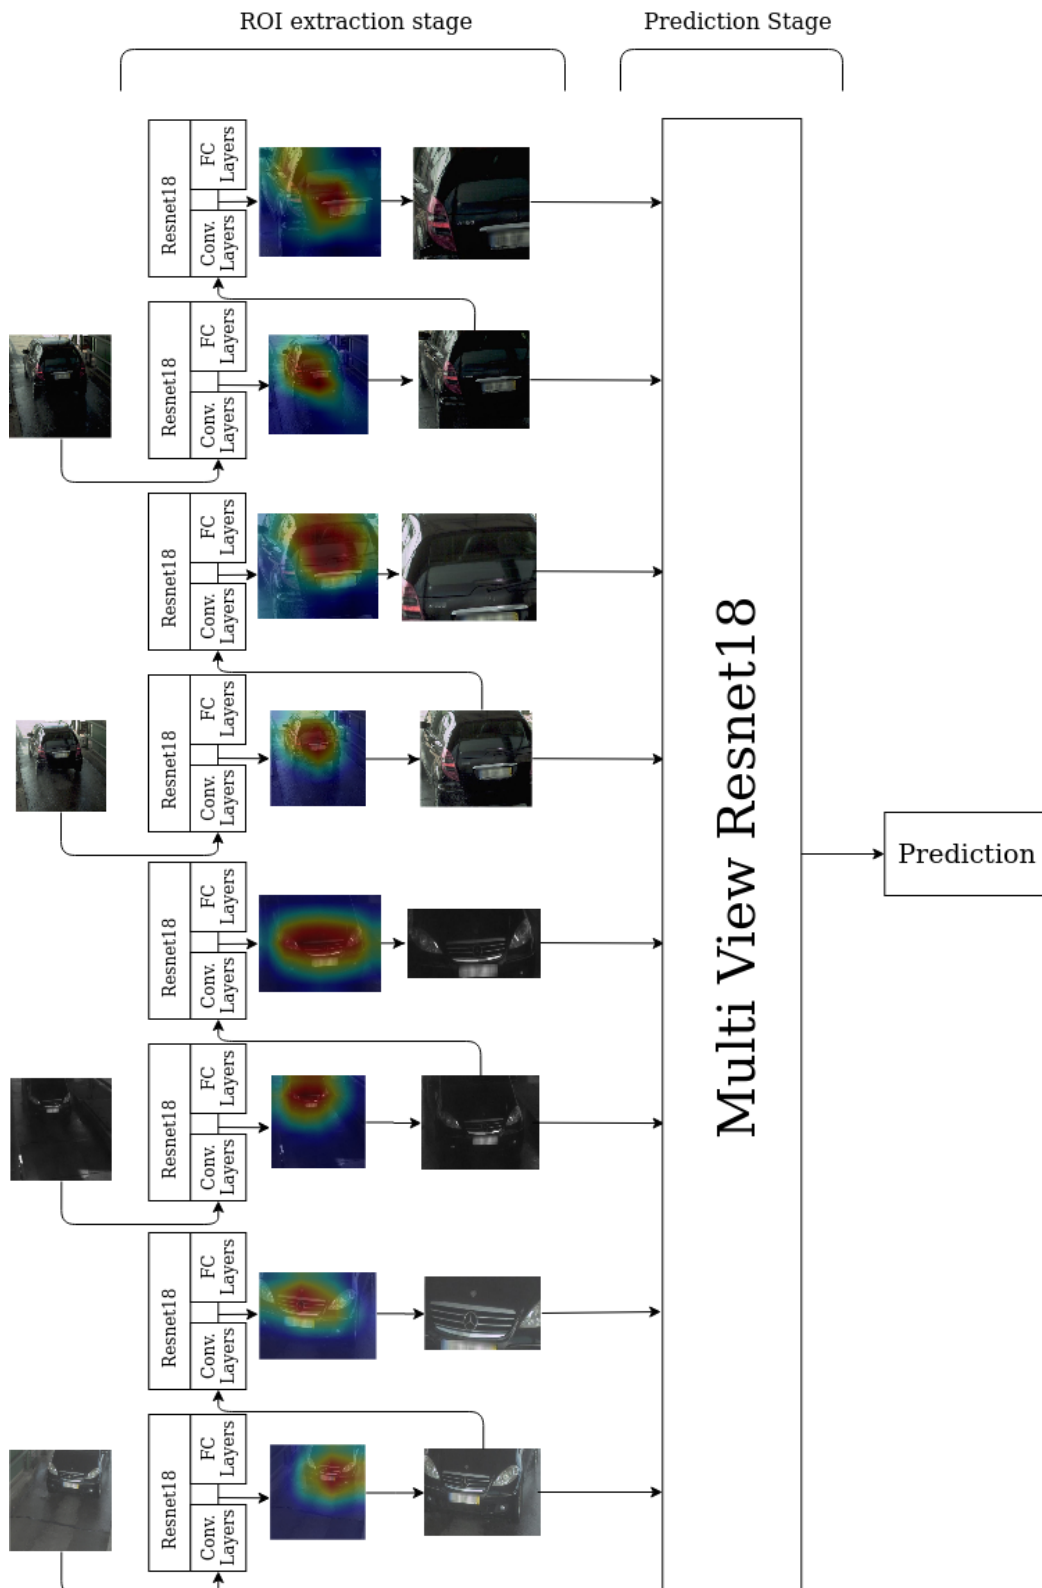 ROI extraction stage
Prediction Stage
Resnet18
FC
Layers
Conv.
Layers
Resnet18
FC
Layers
Conv.
Layers
Resnet18
FC
Layers
Conv.
Layers
Resnet18
FC
Layers
Conv.
Layers
Resnet18
FC
Layers
Conv.
Layers
Resnet18
FC
Layers
Conv.
Layers
Resnet18
FC
Layers
Conv.
Layers
Resnet18
FC
Layers
Conv.
Layers
Multi View Resnet18
Prediction